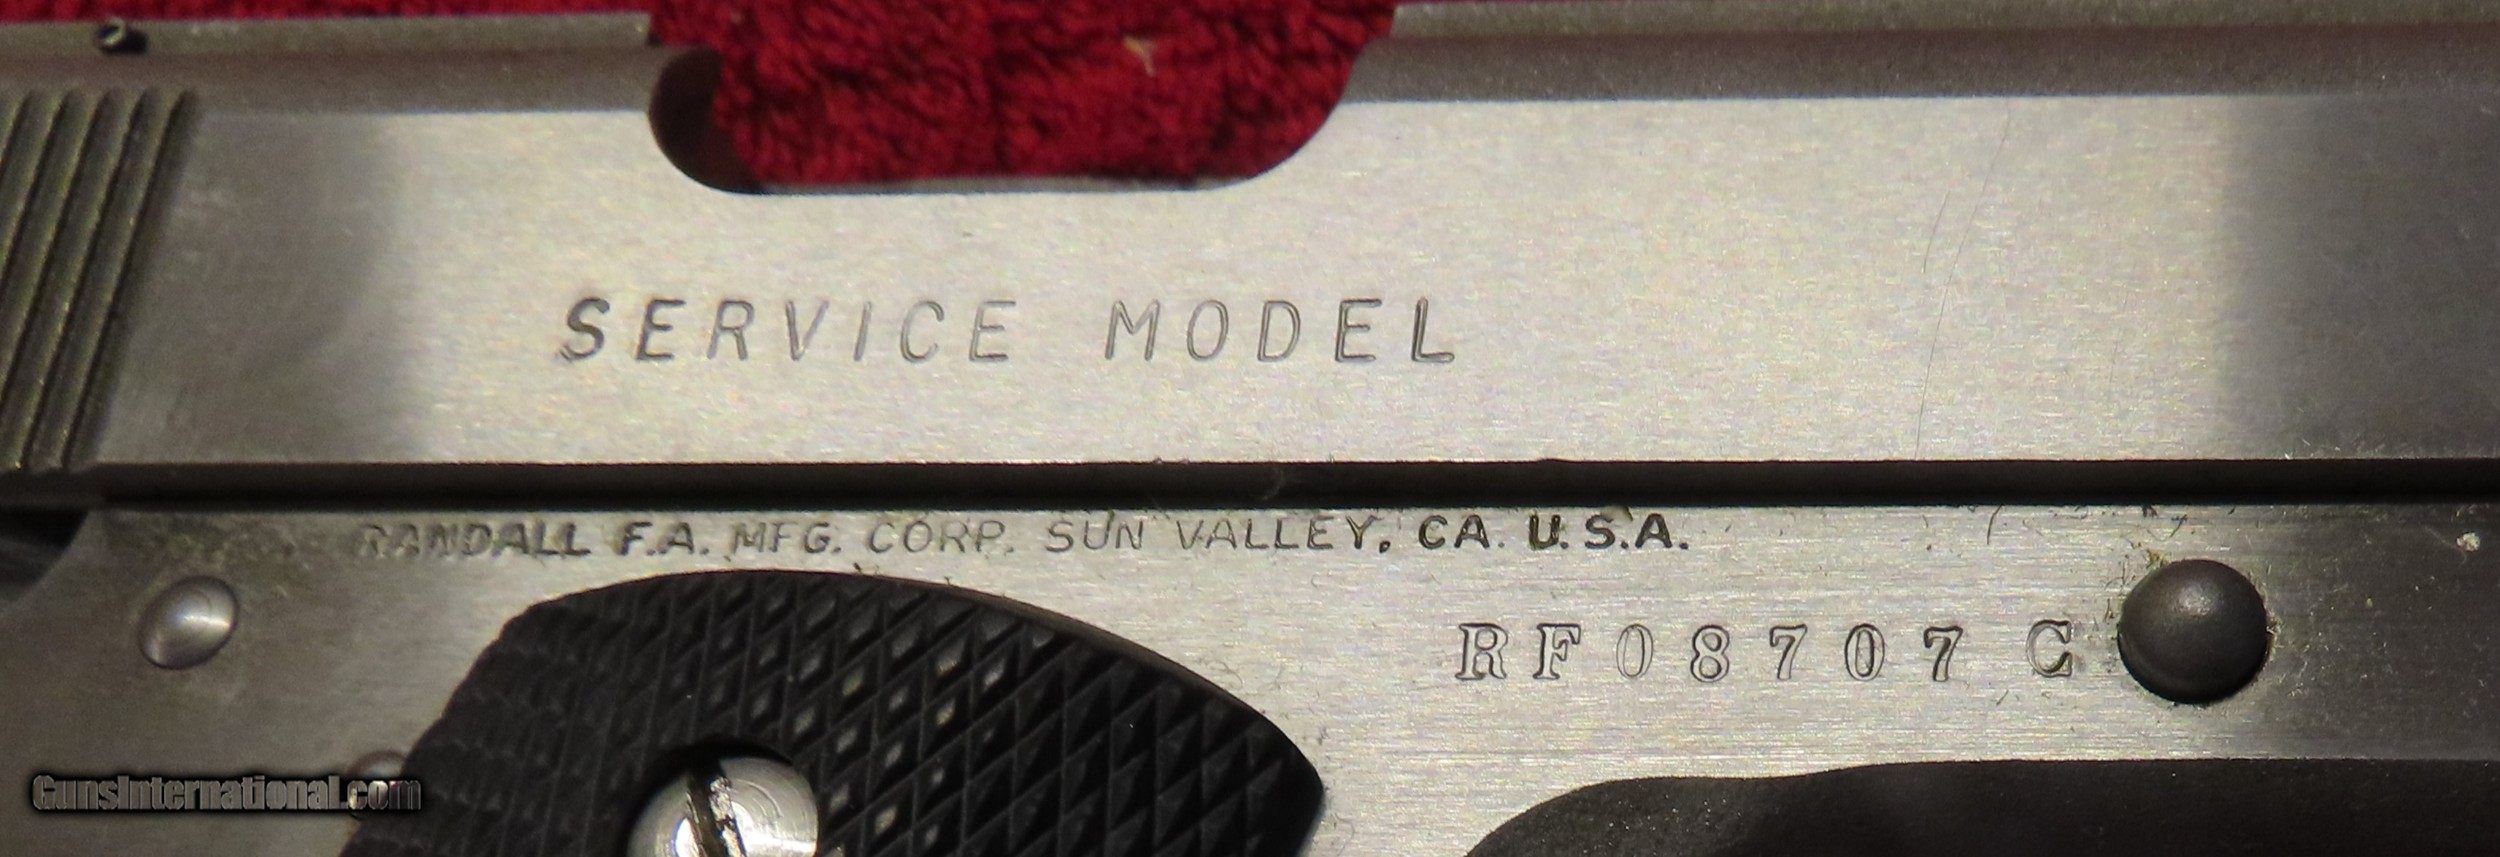 SERVICE MODEL
RANDALL F.A. MFG. CORP. SUN VALLEY, CA. U.S.A.
RF08707C
GunsInternational.com